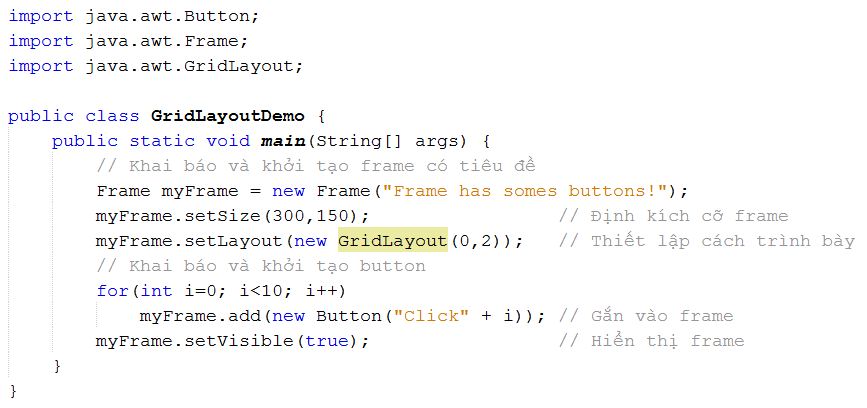 import java.awt.Button;
import java.awt.Frame;
import java.awt.GridLayout;
public class GridLayoutDemo {
public static void main(String[] args) {
// Khai báo và khởi tạo frame có tiêu đề
Frame myFrame = new Frame("Frame has somes buttons!");
myFrame.setSize(300,150); // Định kích cỡ frame
myFrame.setLayout(new GridLayout(0,2)); // Thiết lập cách trình bày
// Khai báo và khởi tạo button
for(int i=0; i<10; i++)
myFrame.add(new Button("Click" + i)); // Gắn vào frame
myFrame.setVisible(true); // Hiển thị frame
}
}